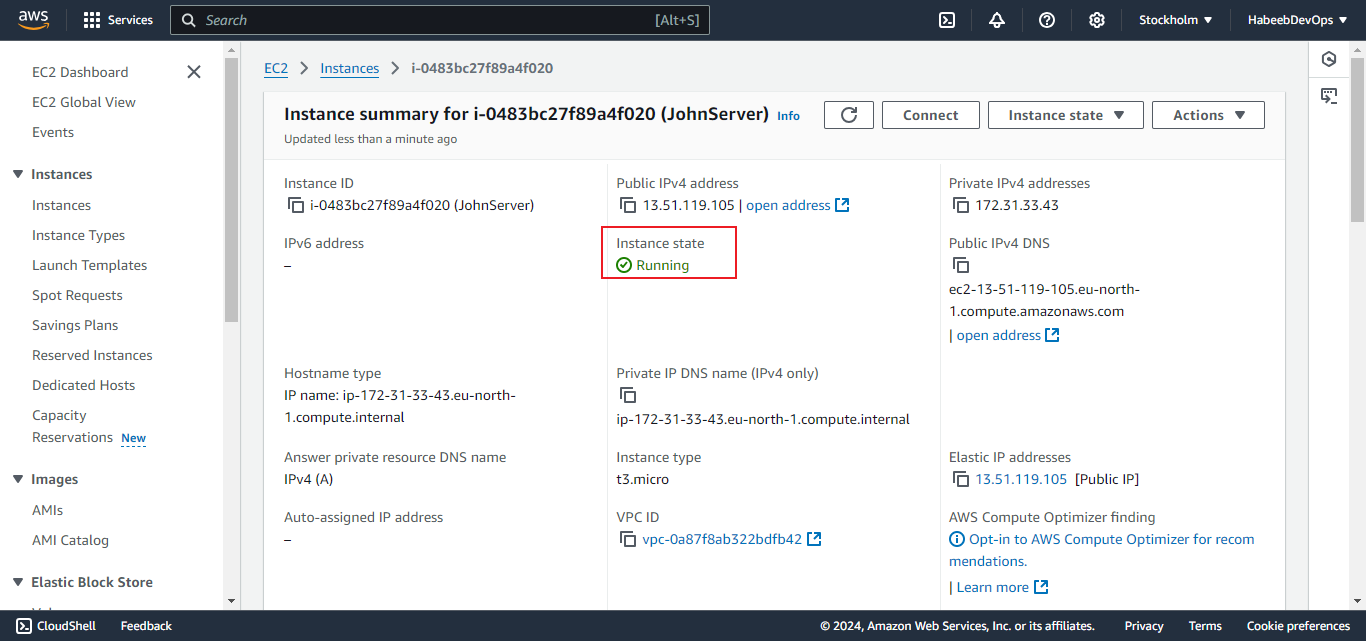 aws
Services
Search
[Alt+S]
Stockholm
HabeebDevOps
EC2 Dashboard
EC2 Global View
Events
Instances
Instances
Instance Types
Launch Templates
Spot Requests
Savings Plans
Reserved Instances
Dedicated Hosts
Capacity
Reservations New
Images
AMIs
AMI Catalog
Elastic Block Store
EC2
Instances
i-0483bc27f89a4f020
Instance summary for i-0483bc27f89a4f020 (JohnServer) Info
Updated less than a minute ago
Connect
Instance state
Actions
Instance ID
i-0483bc27f89a4f020 (JohnServer)
Public IPv4 address
13.51.119.105 | open address
Private IPv4 addresses
172.31.33.43
IPv6 address
–
Instance state
Running
Public IPv4 DNS
ec2-13-51-119-105.eu-north-
1.compute.amazonaws.com
| open address
Hostname type
IP name: ip-172-31-33-43.eu-north-
1.compute.internal
Private IP DNS name (IPv4 only)
ip-172-31-33-43.eu-north-1.compute.internal
Answer private resource DNS name
IPv4 (A)
Instance type
t3.micro
Elastic IP addresses
13.51.119.105 [Public IP]
Auto-assigned IP address
–
VPC ID
vpc-0a87f8ab322bdfb42
AWS Compute Optimizer finding
Opt-in to AWS Compute Optimizer for recom
mendations.
| Learn more
CloudShell
Feedback
© 2024, Amazon Web Services, Inc. or its affiliates.
Privacy
Terms
Cookie preferences